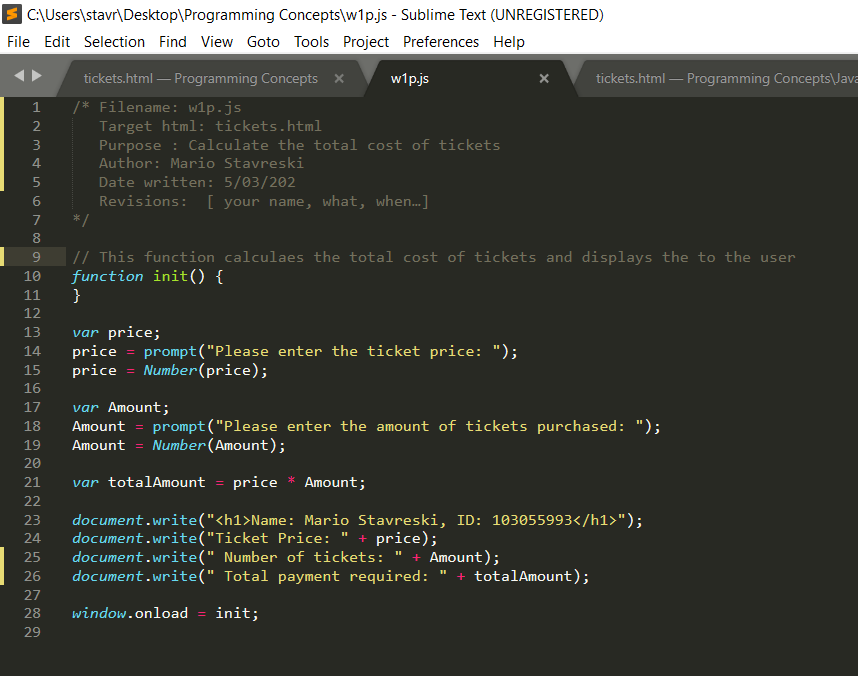 C:\Users\stavr\Desktop\Programming Concepts\w1p.js - Sublime Text (UNREGISTERED)
File Edit Selection Find View Goto Tools Project Preferences Help
tickets.html — Programming Concepts × w1p.js × tickets.html — Programming Concepts\Java
1 /* Filename: w1p.js
2    Target html: tickets.html
3    Purpose : Calculate the total cost of tickets
4    Author: Mario Stavreski
5    Date written: 5/03/202
6    Revisions:  [ your name, what, when…]
7 */
8
9 // This function calculaes the total cost of tickets and displays the to the user
10 function init() {
11 }
12
13 var price;
14 price = prompt("Please enter the ticket price: ");
15 price = Number(price);
16
17 var Amount;
18 Amount = prompt("Please enter the amount of tickets purchased: ");
19 Amount = Number(Amount);
20
21 var totalAmount = price * Amount;
22
23 document.write("<h1>Name: Mario Stavreski, ID: 103055993</h1>");
24 document.write("Ticket Price: " + price);
25 document.write(" Number of tickets: " + Amount);
26 document.write(" Total payment required: " + totalAmount);
27
28 window.onload = init;
29